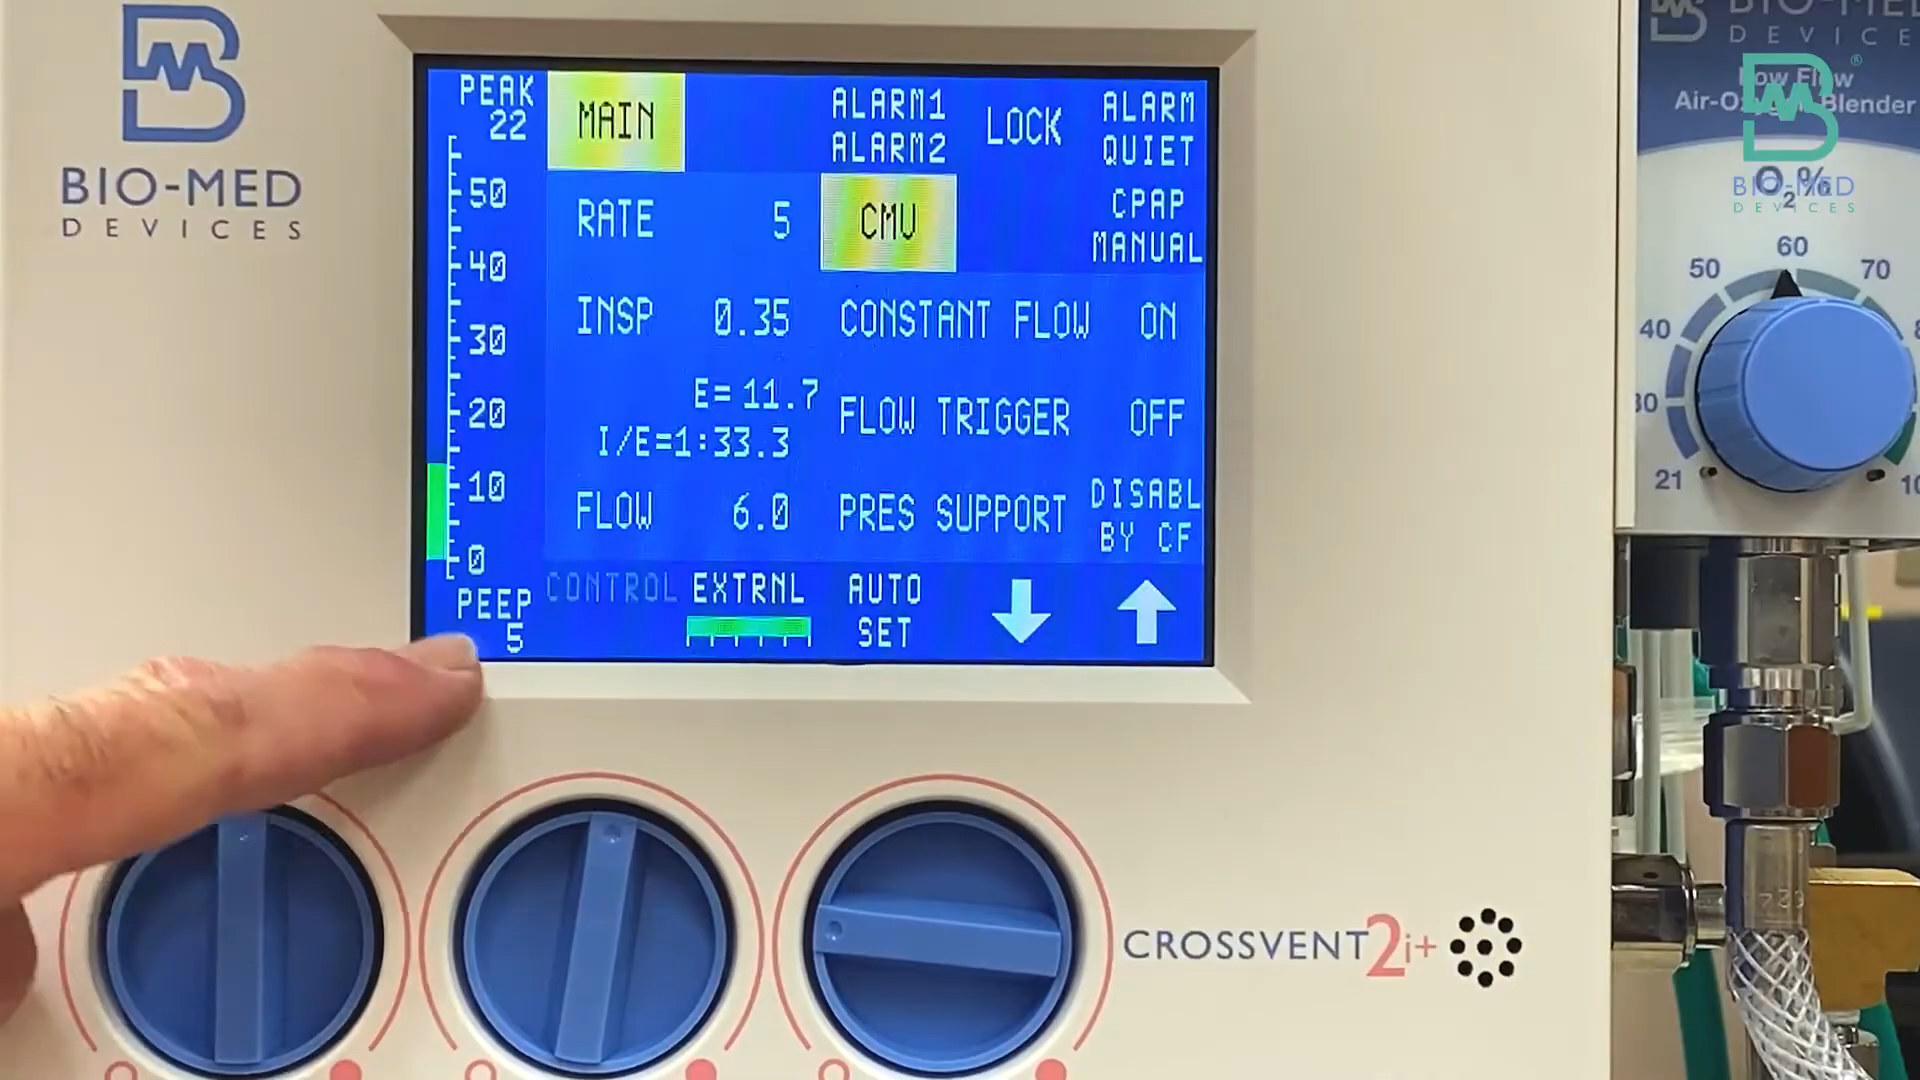 BIO-MED
DEVICES
PEAK
22
MAIN
ALARM1
ALARM2
LOCK
ALARM
QUIET
RATE 5
CMV
CPAP
MANUAL
INSP 0.35
CONSTANT FLOW ON
E= 11.7
I/E=1:33.3
FLOW TRIGGER OFF
FLOW 6.0
PRES SUPPORT
DISABL
BY CF
50
40
30
20
10
0
PEEP
5
CONTROL
EXTRNL
AUTO
SET
CROSSVENT2i+
BIO-MED
DEVICES
Low Flow
Air-Oxygen Blender
O2%
BIO-MED
DEVICES
60
50
70
40
21